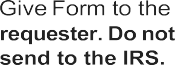 Give Form to the
requester. Do not
send to the IRS.